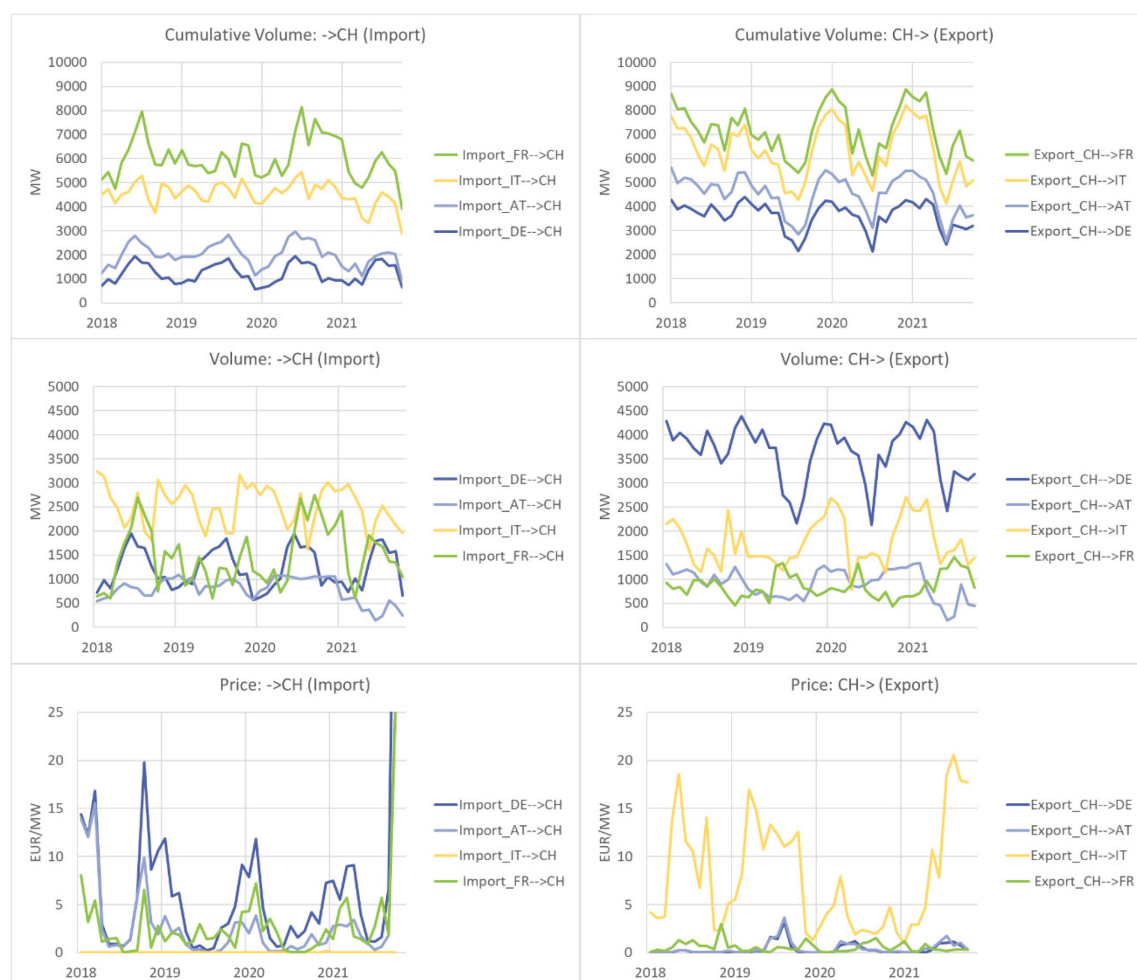 Cumulative Volume: ->CH (Import)
10000
9000
8000
7000
6000
5000
4000
3000
2000
1000
0
MW
2018 2019 2020 2021
Import_FR-->CH
Import_IT-->CH
Import_AT-->CH
Import_DE-->CH
Cumulative Volume: CH-> (Export)
10000
9000
8000
7000
6000
5000
4000
3000
2000
1000
0
MW
2018 2019 2020 2021
Export_CH-->FR
Export_CH-->IT
Export_CH-->AT
Export_CH-->DE
Volume: ->CH (Import)
5000
4500
4000
3500
3000
2500
2000
1500
1000
500
0
MW
2018 2019 2020 2021
Import_DE-->CH
Import_AT-->CH
Import_IT-->CH
Import_FR-->CH
Volume: CH-> (Export)
5000
4500
4000
3500
3000
2500
2000
1500
1000
500
0
MW
2018 2019 2020 2021
Export_CH-->DE
Export_CH-->AT
Export_CH-->IT
Export_CH-->FR
Price: ->CH (Import)
25
20
15
10
5
0
EUR/MW
2018 2019 2020 2021
Import_DE-->CH
Import_AT-->CH
Import_IT-->CH
Import_FR-->CH
Price: CH-> (Export)
25
20
15
10
5
0
EUR/MW
2018 2019 2020 2021
Export_CH-->DE
Export_CH-->AT
Export_CH-->IT
Export_CH-->FR